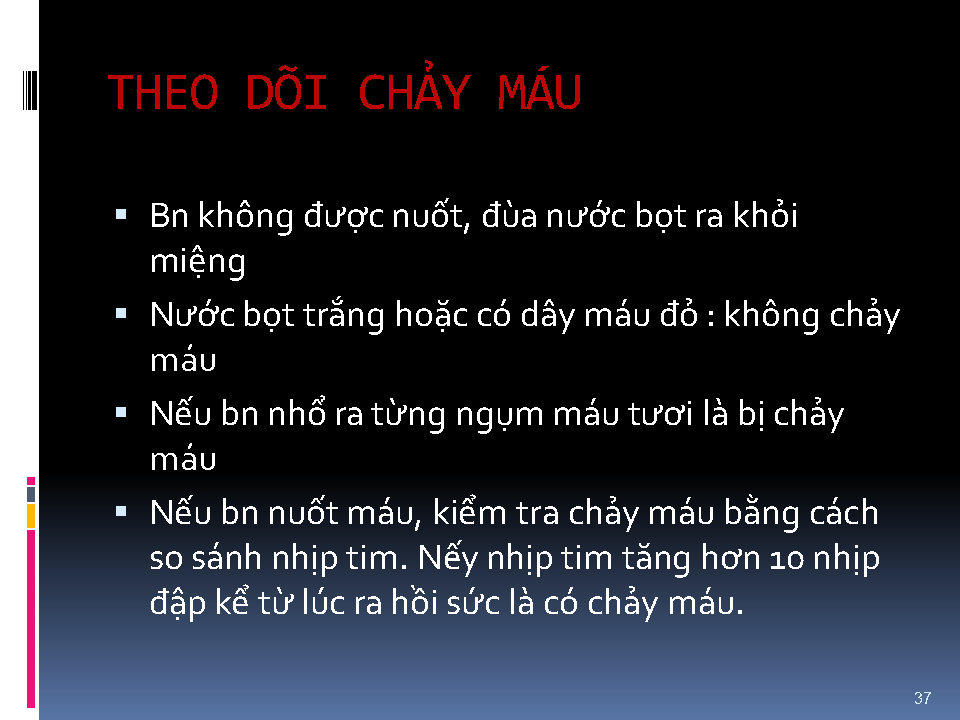 THEO DÕI CHẢY MÁU
▪ Bn không được nuốt, đùa nước bọt ra khỏi
miệng
▪ Nước bọt trắng hoặc có dây máu đỏ : không chảy
máu
▪ Nếu bn nhổ ra từng ngụm máu tươi là bị chảy
máu
▪ Nếu bn nuốt máu, kiểm tra chảy máu bằng cách
so sánh nhịp tim. Nếy nhịp tim tăng hơn 10 nhịp
đập kể từ lúc ra hồi sức là có chảy máu.
37